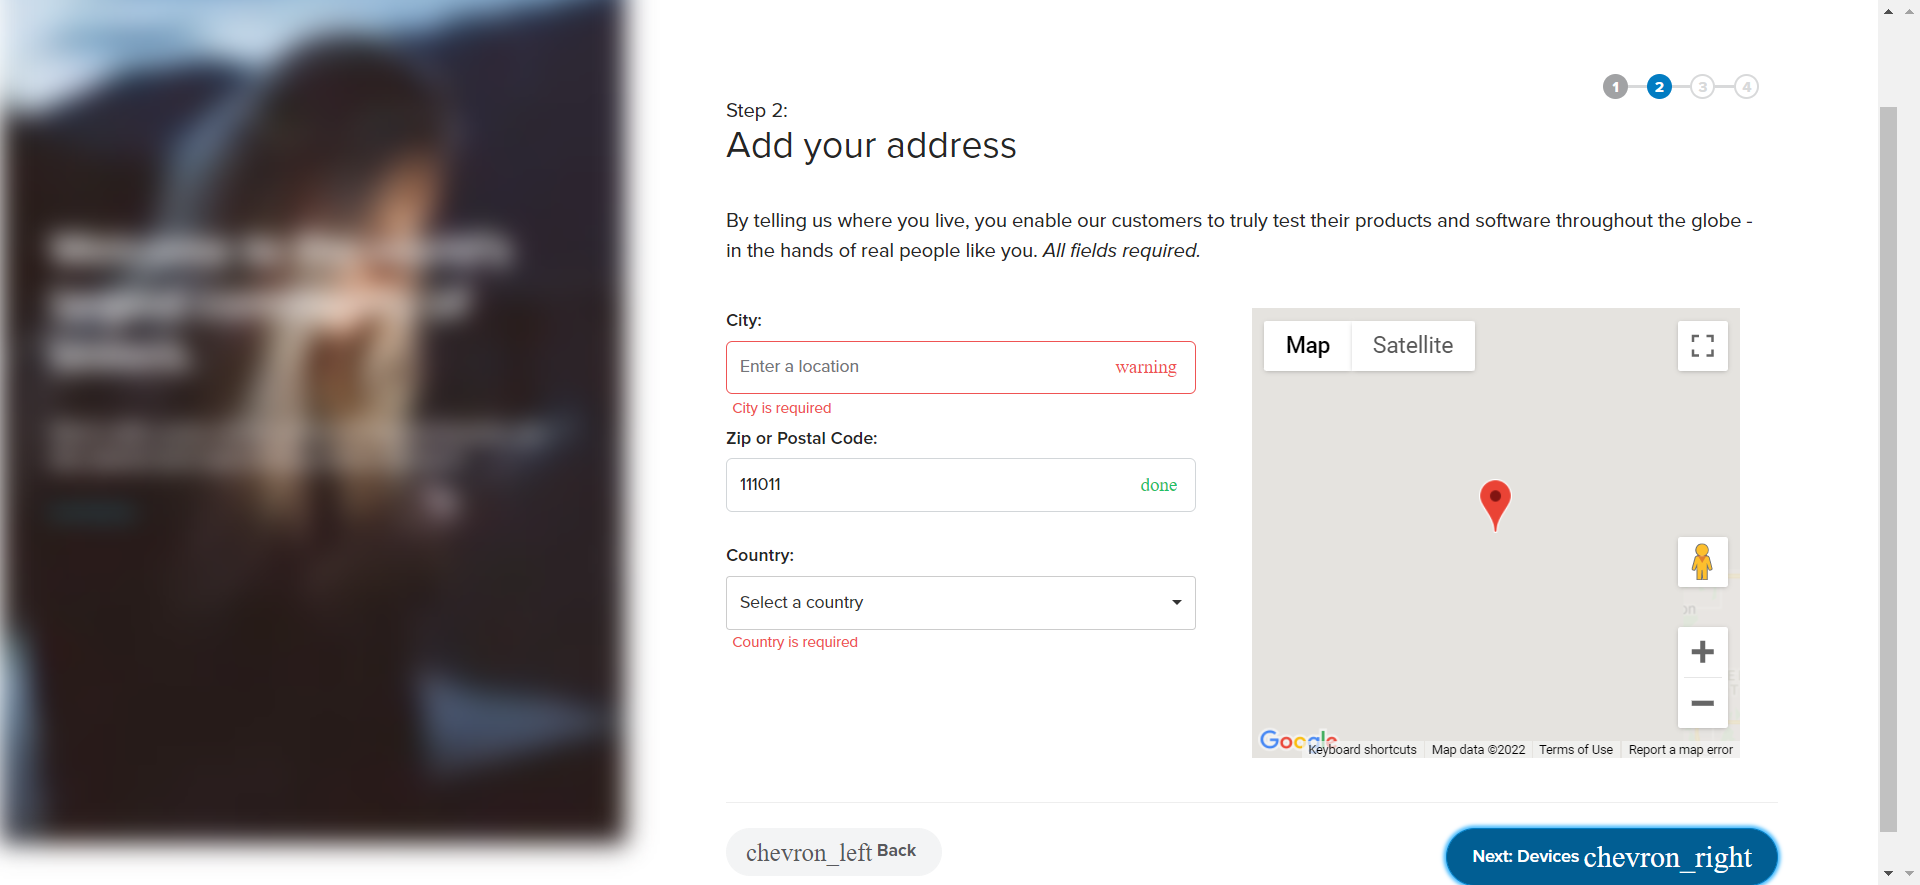 1 2 3 4
Step 2:
Add your address
By telling us where you live, you enable our customers to truly test their products and software throughout the globe -
in the hands of real people like you. All fields required.
City:
Enter a location warning
City is required
Zip or Postal Code:
111011 done
Country:
Select a country
Country is required
Map Satellite
Google
Keyboard shortcuts Map data ©2022 Terms of Use Report a map error
chevron_left Back
Next: Devices chevron_right